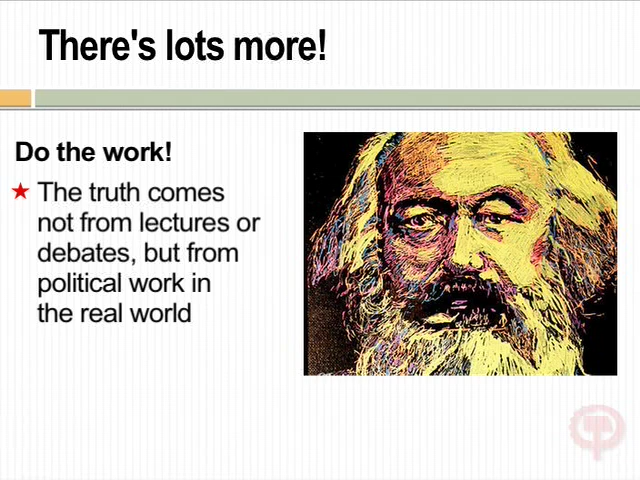 There's lots more!
Do the work!
The truth comes
not from lectures or
debates, but from
political work in
the real world